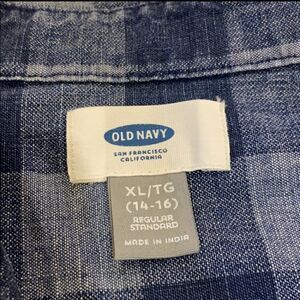 OLD NAVY
SAN FRANCISCO
CALIFORNIA
XL/TG
(14-16)
REGULAR
STANDARD
MADE IN INDIA